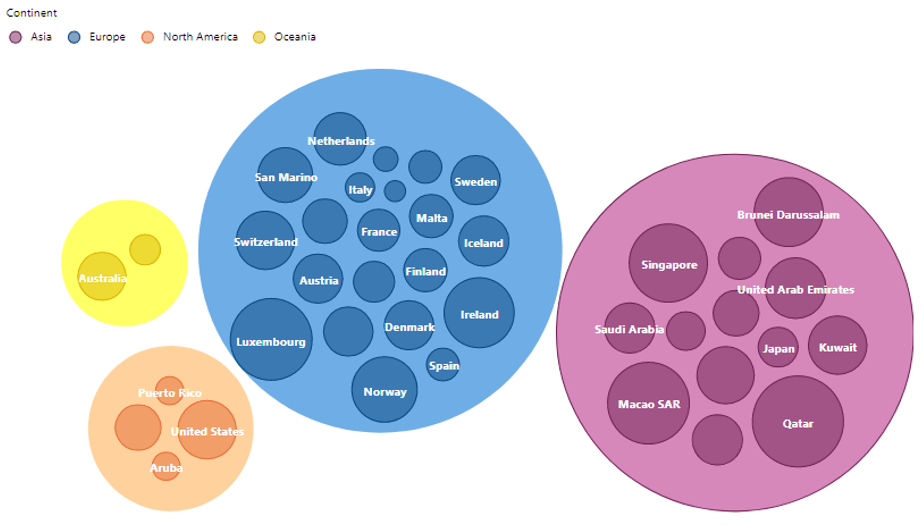 Continent
Asia Europe North America Oceania
Netherlands
San Marino
Italy
Sweden
Switzerland
France
Malta
Iceland
Austria
Finland
Luxembourg
Denmark
Ireland
Spain
Norway
Australia
Puerto Rico
United States
Aruba
Brunei Darussalam
Singapore
United Arab Emirates
Saudi Arabia
Japan
Kuwait
Macao SAR
Qatar